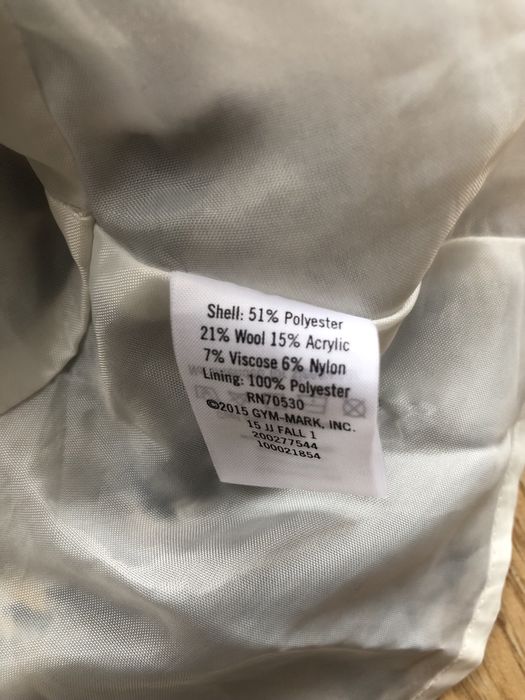 Shell: 51% Polyester
21% Wool 15% Acrylic
7% Viscose 6% Nylon
Lining: 100% Polyester
RN70530
©2015 GYM-MARK, INC.
15 JJ FALL 1
200277544
100021854